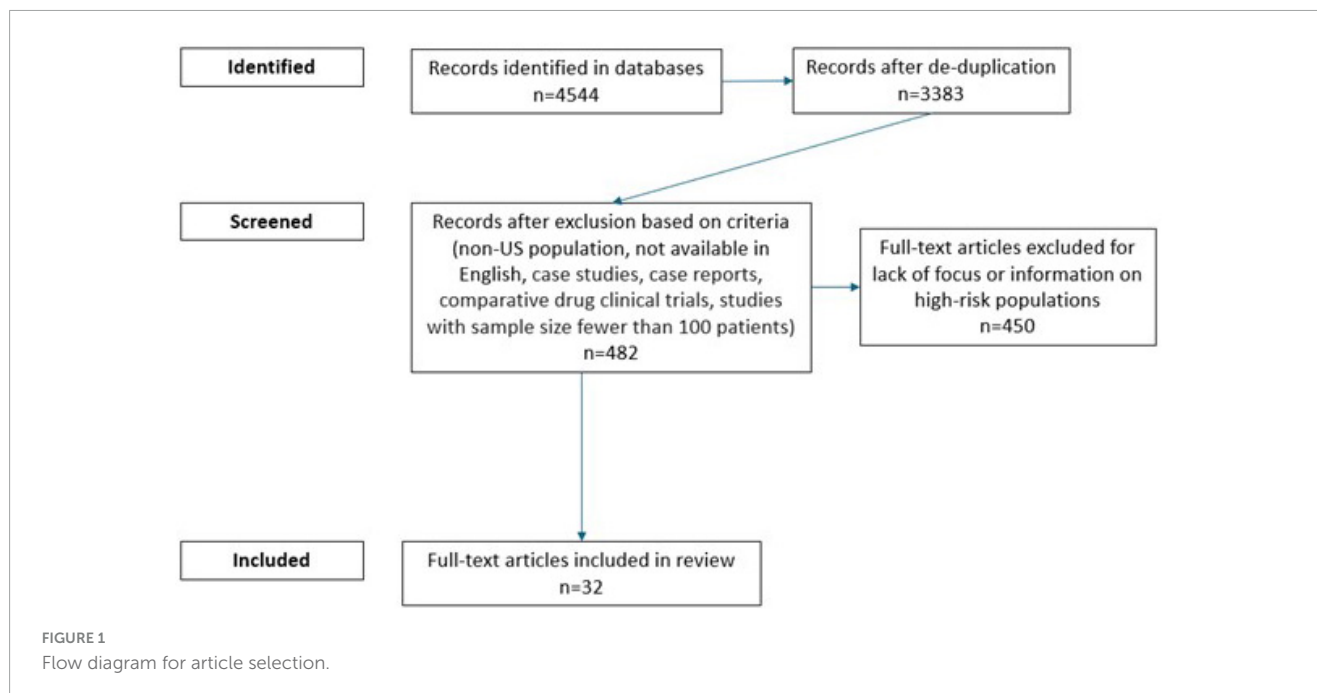 Identified
Records identified in databases
n=4544
Records after de-duplication
n=3383
Screened
Records after exclusion based on criteria
(non-US population, not available in
English, case studies, case reports,
comparative drug clinical trials, studies
with sample size fewer than 100 patients)
n=482
Full-text articles excluded for
lack of focus or information on
high-risk populations
n=450
Included
Full-text articles included in review
n=32
FIGURE 1
Flow diagram for article selection.